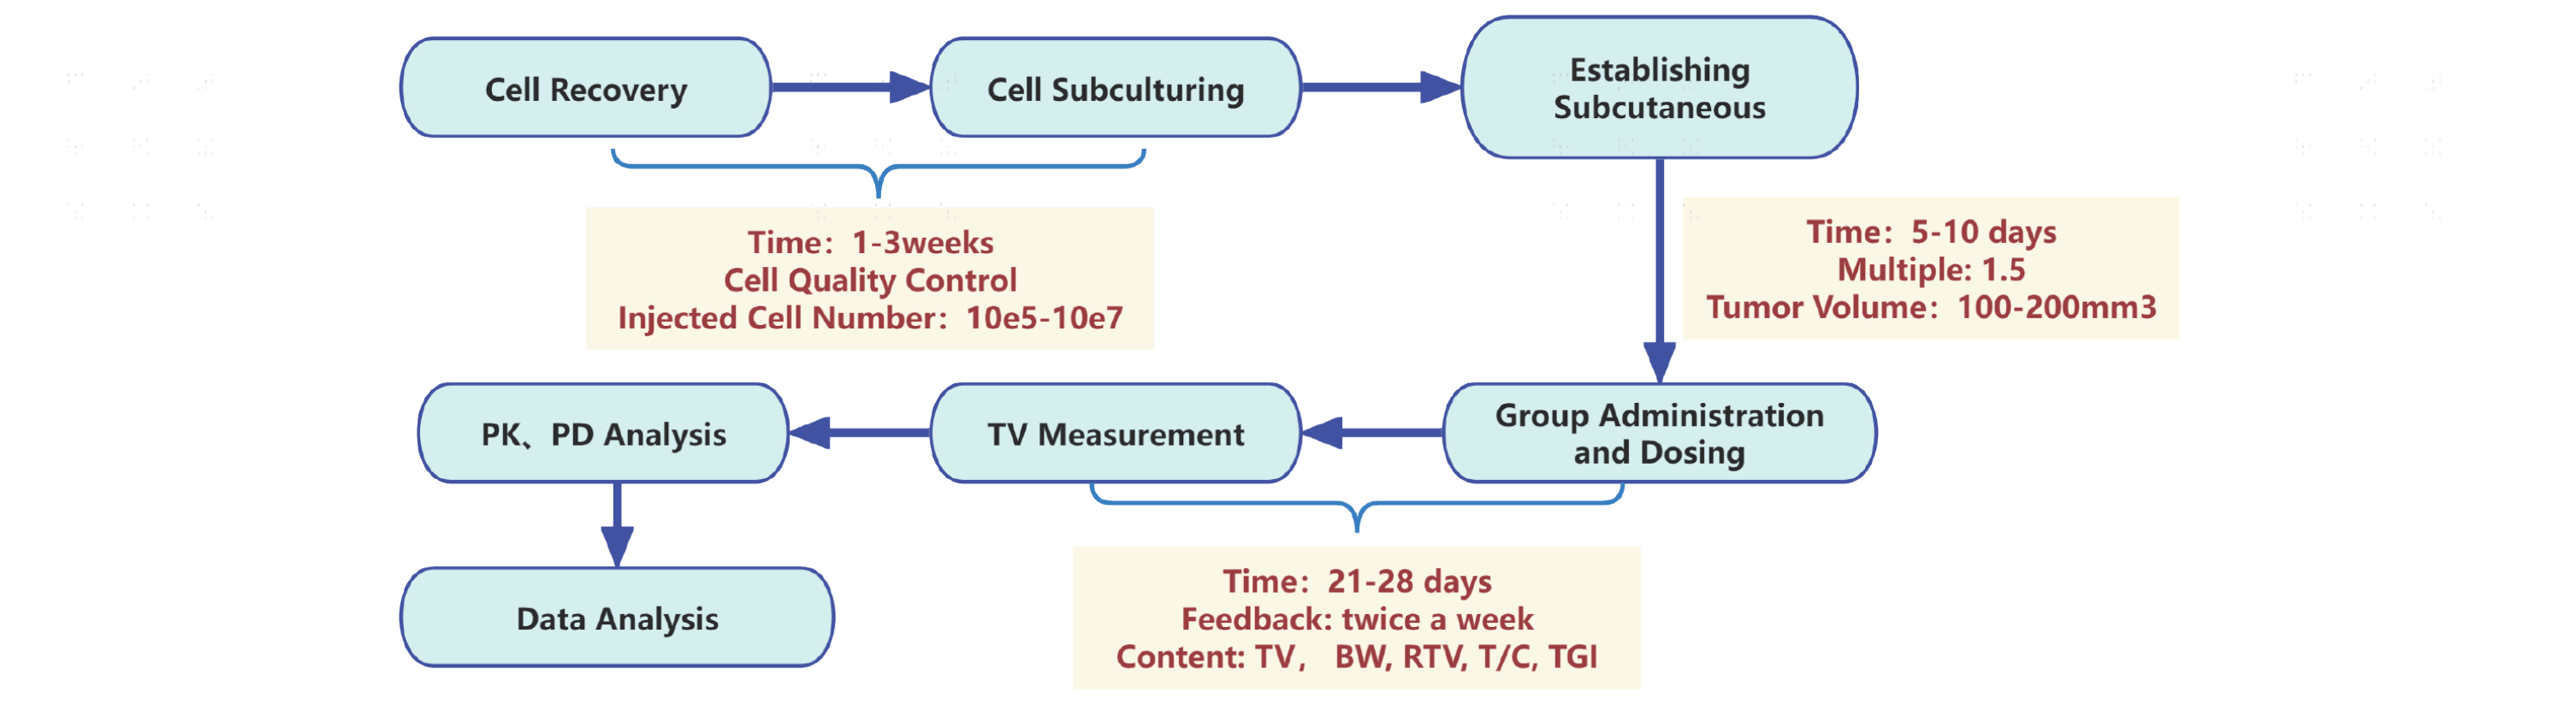 Cell Recovery
Cell Subculturing
Establishing
Subcutaneous
Time：1-3weeks
Cell Quality Control
Injected Cell Number：10e5-10e7
Time：5-10 days
Multiple: 1.5
Tumor Volume：100-200mm3
PK、PD Analysis
TV Measurement
Group Administration
and Dosing
Time：21-28 days
Feedback: twice a week
Content: TV， BW, RTV, T/C, TGI
Data Analysis